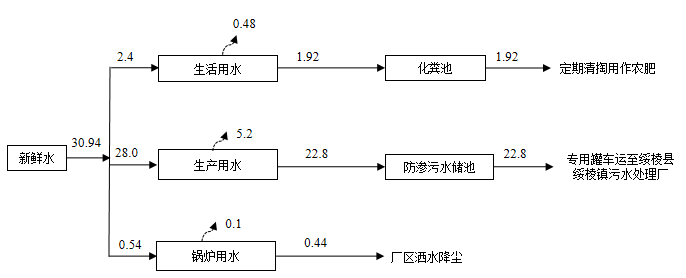 0.48
2.4
生活用水
1.92
化粪池
1.92
定期清掏用作农肥
新鲜水
30.94
28.0
5.2
生产用水
22.8
防渗污水储池
22.8
专用罐车运至绥棱县
绥棱镇污水处理厂
0.54
0.1
锅炉用水
0.44
厂区洒水降尘